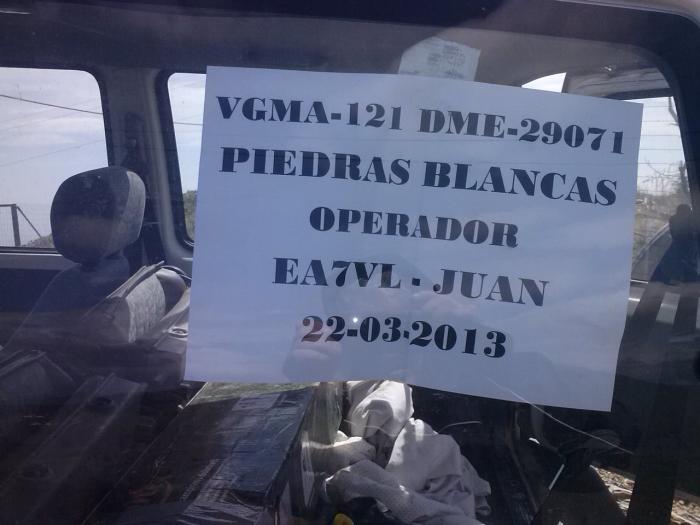 VGMA-121 DME-29071
PIEDRAS BLANCAS
OPERADOR
EA7VL - JUAN
22-03-2013